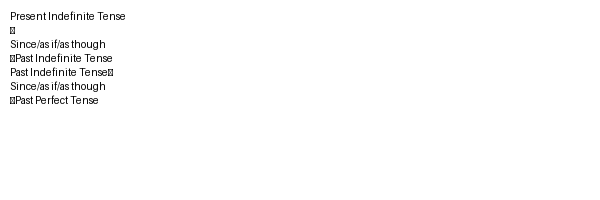 Present Indefinite Tense
Since/as if/as though
Past Indefinite Tense
Past Indefinite Tense
Since/as if/as though
Past Perfect Tense